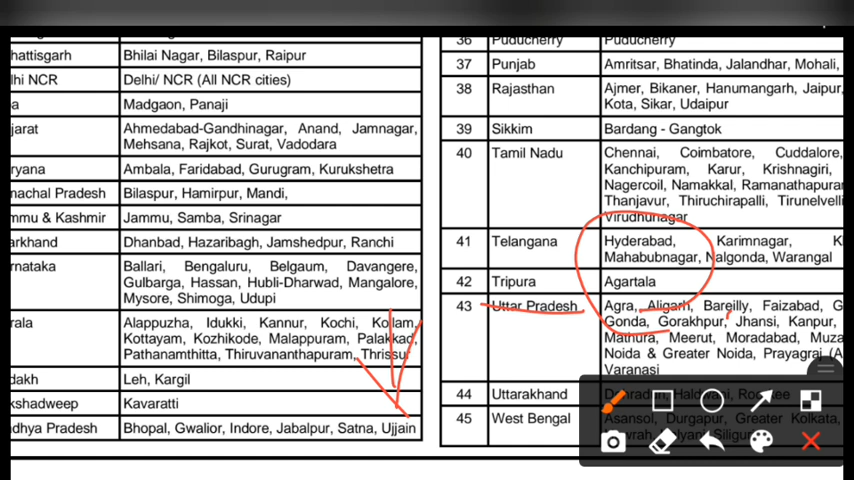 hattisgarh Bhilai Nagar, Bilaspur, Raipur
lhi NCR Delhi/ NCR (All NCR cities)
a Madgaon, Panaji
jarat Ahmedabad-Gandhinagar, Anand, Jamnagar,
Mehsana, Rajkot, Surat, Vadodara
ryana Ambala, Faridabad, Gurugram, Kurukshetra
machal Pradesh Bilaspur, Hamirpur, Mandi,
mmu & Kashmir Jammu, Samba, Srinagar
arkhand Dhanbad, Hazaribagh, Jamshedpur, Ranchi
rnataka Ballari, Bengaluru, Belgaum, Davangere,
Gulbarga, Hassan, Hubli-Dharwad, Mangalore,
Mysore, Shimoga, Udupi
rala Alappuzha, Idukki, Kannur, Kochi, Kollam,
Kottayam, Kozhikode, Malappuram, Palakkad,
Pathanamthitta, Thiruvananthapuram, Thrissur
dakh Leh, Kargil
kshadweep Kavaratti
adhya Pradesh Bhopal, Gwalior, Indore, Jabalpur, Satna, Ujjain
36 Puducherry Puducherry
37 Punjab Amritsar, Bhatinda, Jalandhar, Mohali,
38 Rajasthan Ajmer, Bikaner, Hanumangarh, Jaipur,
Kota, Sikar, Udaipur
39 Sikkim Bardang - Gangtok
40 Tamil Nadu Chennai, Coimbatore, Cuddalore,
Kanchipuram, Karur, Krishnagiri,
Nagercoil, Namakkal, Ramanathapuram
Thanjavur, Thiruchirapalli, Tirunelveli
Virudhunagar
41 Telangana Hyderabad, Karimnagar, K
Mahabubnagar, Nalgonda, Warangal
42 Tripura Agartala
43 Uttar Pradesh Agra, Aligarh, Bareilly, Faizabad, G
Gonda, Gorakhpur, Jhansi, Kanpur,
Mathura, Meerut, Moradabad, Muza
Noida & Greater Noida, Prayagraj (A
Varanasi
44 Uttarakhand Dehradun, Haldwani, Roorkee
45 West Bengal Asansol, Durgapur, Greater Kolkata,
Kalyani, Siliguri